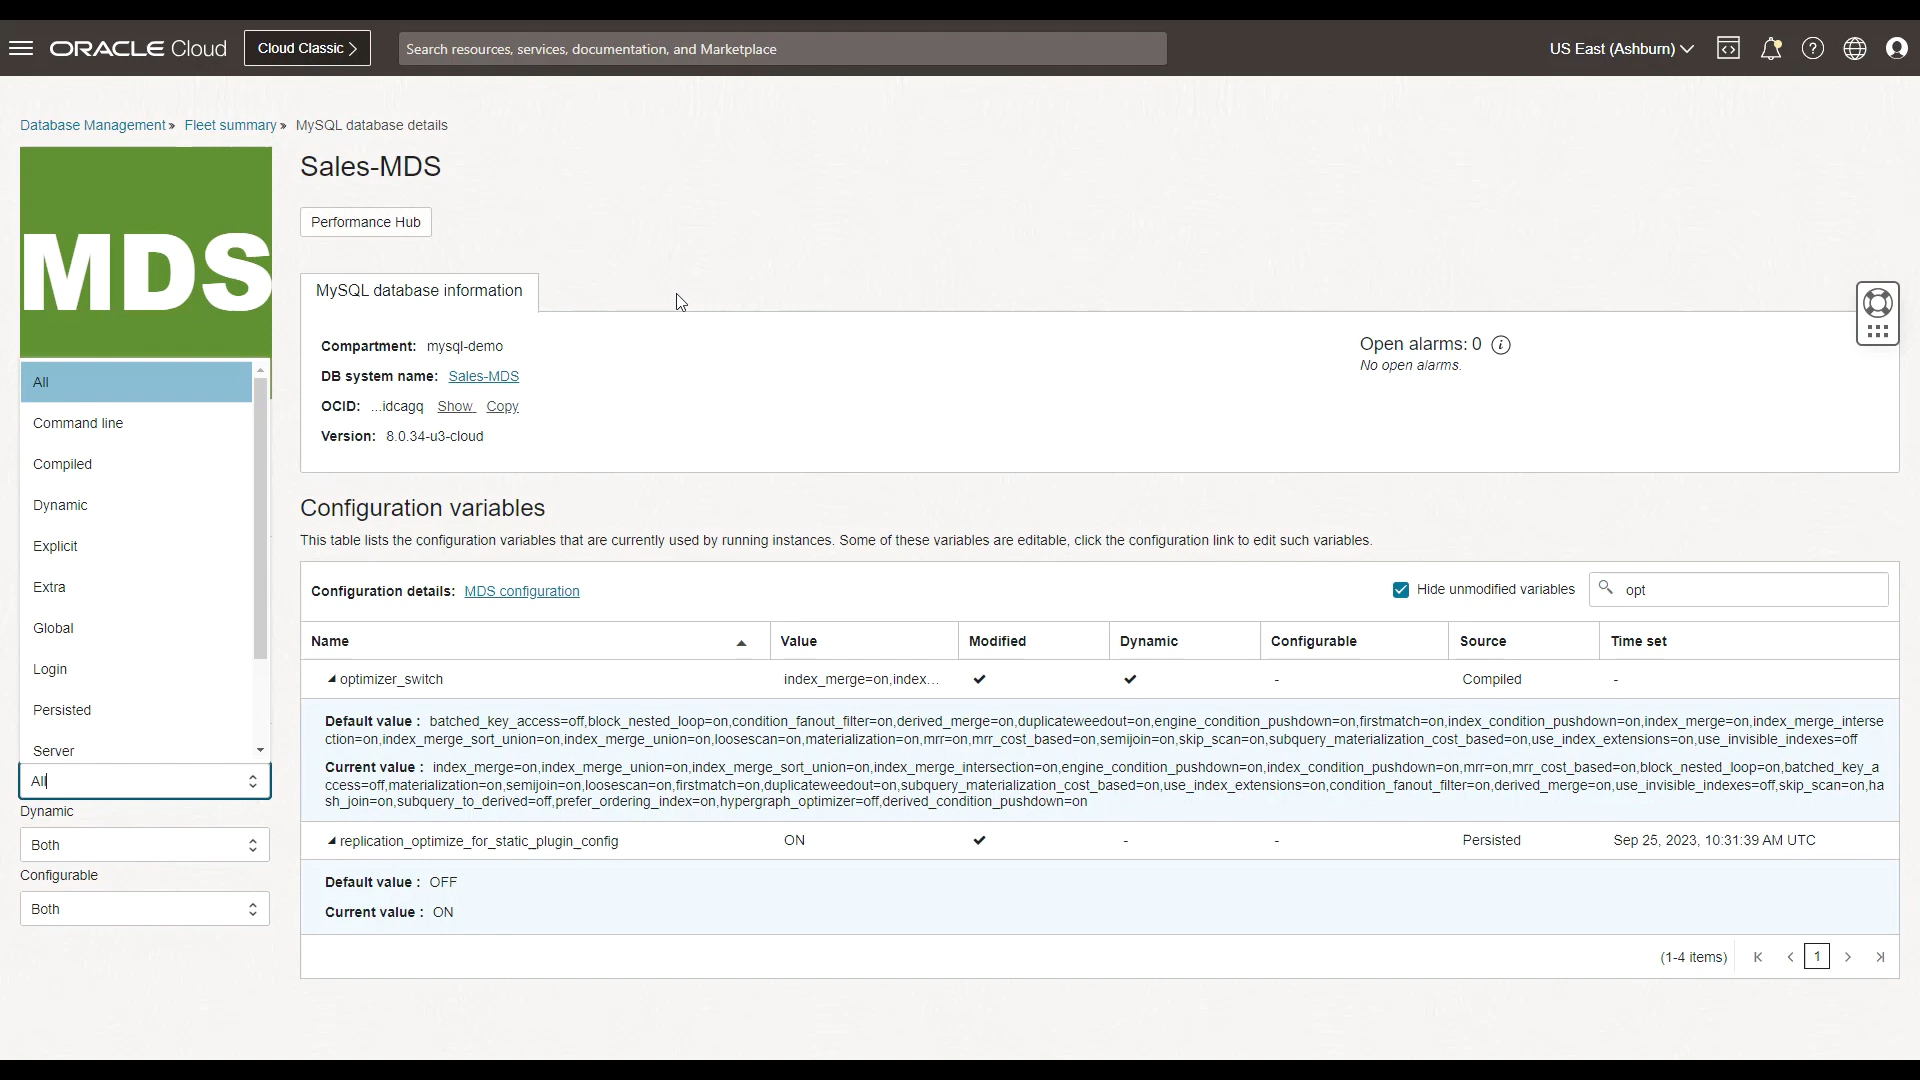 ORACLE Cloud
Cloud Classic
Search resources, services, documentation, and Marketplace
US East (Ashburn)
Database Management » Fleet summary » MySQL database details
MDS
Sales-MDS
Performance Hub
MySQL database information
Compartment: mysql-demo
DB system name: Sales-MDS
OCID: ...idcagq Show Copy
Version: 8.0.34-u3-cloud
Open alarms: 0
No open alarms.
All
Command line
Compiled
Dynamic
Explicit
Extra
Global
Login
Persisted
Server
All
Dynamic
Both
Configurable
Both
Configuration variables
This table lists the configuration variables that are currently used by running instances. Some of these variables are editable, click the configuration link to edit such variables.
Configuration details: MDS configuration
Hide unmodified variables
opt
Name Value Modified Dynamic Configurable Source Time set
optimizer_switch index_merge=on,index... - Compiled -
Default value : batched_key_access=off,block_nested_loop=on,condition_fanout_filter=on,derived_merge=on,duplicateweedout=on,engine_condition_pushdown=on,firstmatch=on,index_condition_pushdown=on,index_merge=on,index_merge_interse
ction=on,index_merge_sort_union=on,index_merge_union=on,loosescan=on,materialization=on,mrr=on,mrr_cost_based=on,semijoin=on,skip_scan=on,subquery_materialization_cost_based=on,use_index_extensions=on,use_invisible_indexes=off
Current value : index_merge=on,index_merge_union=on,index_merge_sort_union=on,index_merge_intersection=on,engine_condition_pushdown=on,index_condition_pushdown=on,mrr=on,mrr_cost_based=on,block_nested_loop=on,batched_key_a
ccess=off,materialization=on,semijoin=on,loosescan=on,firstmatch=on,duplicateweedout=on,subquery_materialization_cost_based=on,use_index_extensions=on,condition_fanout_filter=on,derived_merge=on,use_invisible_indexes=off,skip_scan=on,ha
sh_join=on,subquery_to_derived=off,prefer_ordering_index=on,hypergraph_optimizer=off,derived_condition_pushdown=on
replication_optimize_for_static_plugin_config ON - - Persisted Sep 25, 2023, 10:31:39 AM UTC
Default value : OFF
Current value : ON
(1-4 items) 1